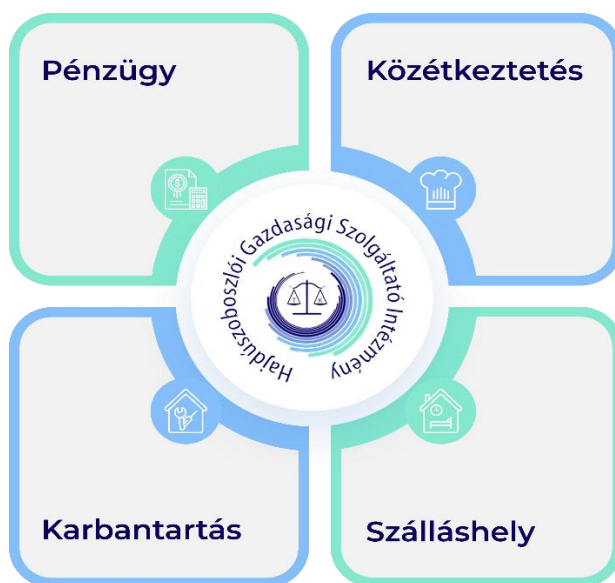 Pénzügy
Közétkeztetés
Hajdúszoboszlói Gazdasági Szolgáltató Intézmény
Karbantartás
Szálláshely